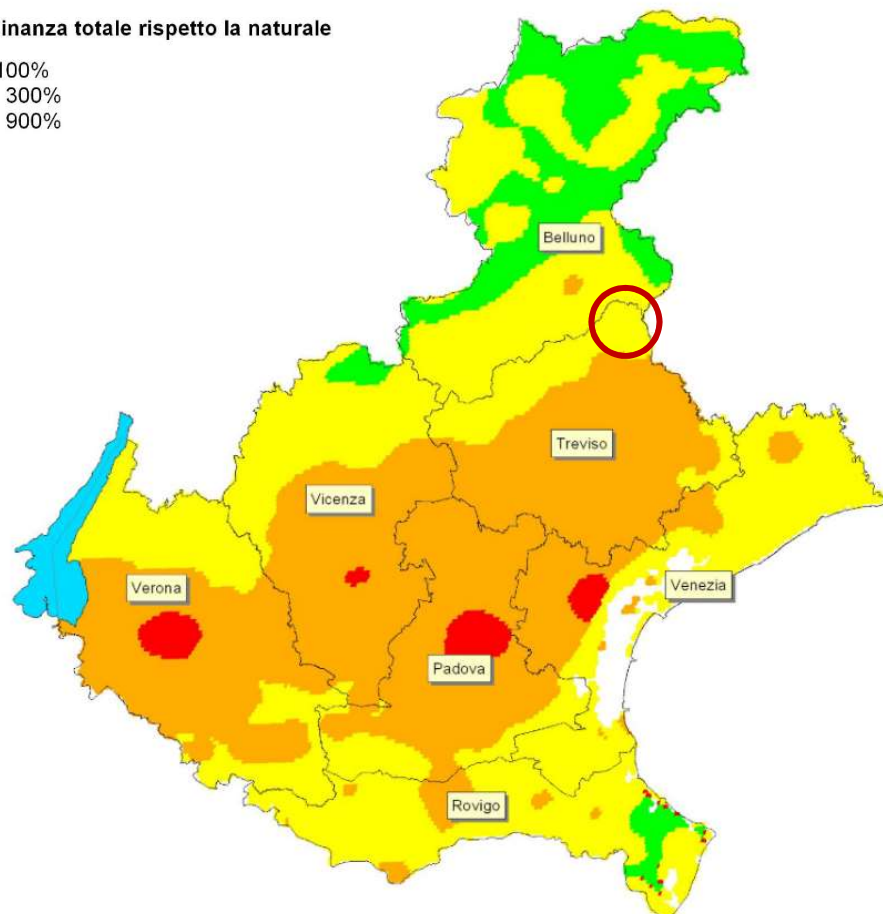 inanza totale rispetto la naturale
100%
300%
900%
Belluno
Treviso
Vicenza
Venezia
Verona
Padova
Rovigo